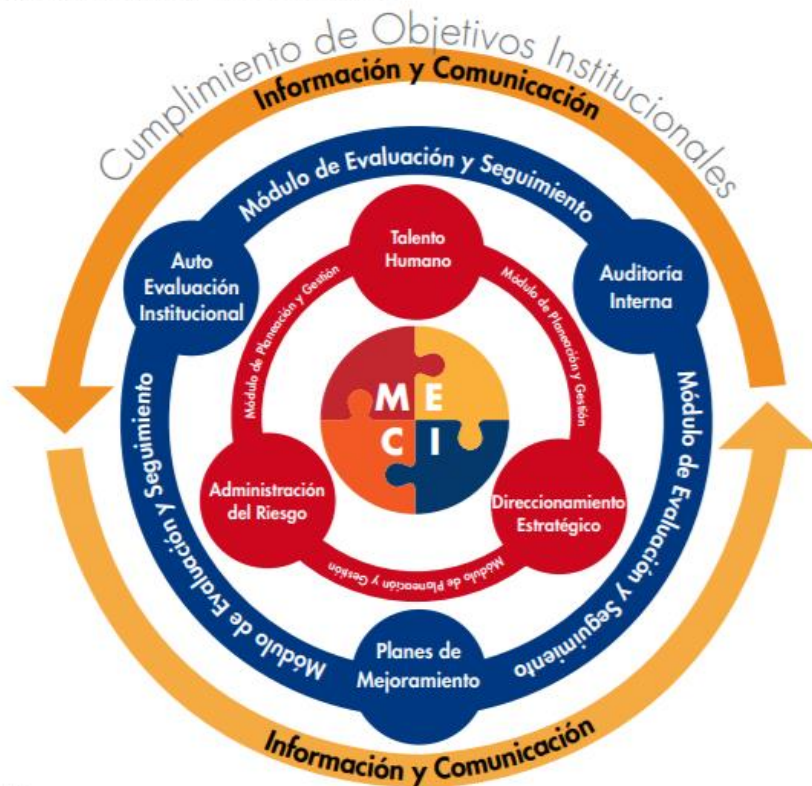 Cumplimiento de Objetivos Institucionales
Información y Comunicación
Módulo de Evaluación y Seguimiento
Talento
Humano
Auto
Evaluación
Institucional
Auditoría
Interna
Módulo de Planeación y Gestión
Módulo de Planeación y Gestión
M E
C I
Módulo de Evaluación y Seguimiento
Módulo de Evaluación y Seguimiento
Administración
del Riesgo
Direccionamiento
Estratégico
Módulo de Planeación y Gestión
Planes de
Mejoramiento
Información y Comunicación